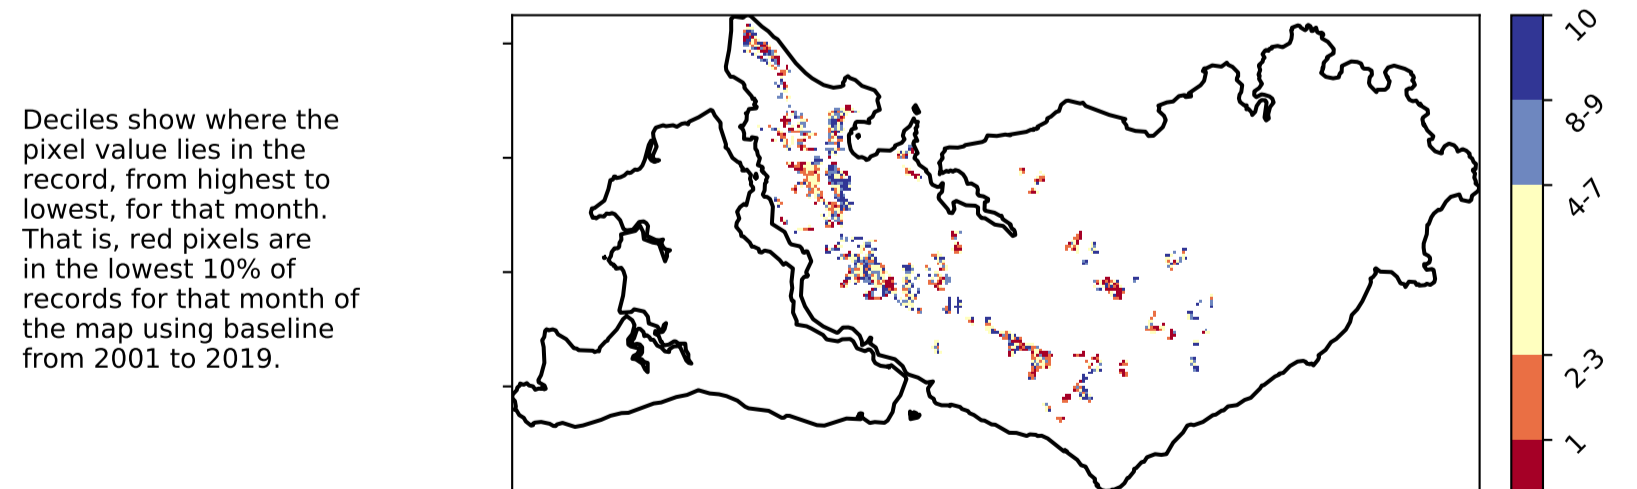 Deciles show where the
pixel value lies in the
record, from highest to
lowest, for that month.
That is, red pixels are
in the lowest 10% of
records for that month of
the map using baseline
from 2001 to 2019.
10
8-9
4-7
2-3
1